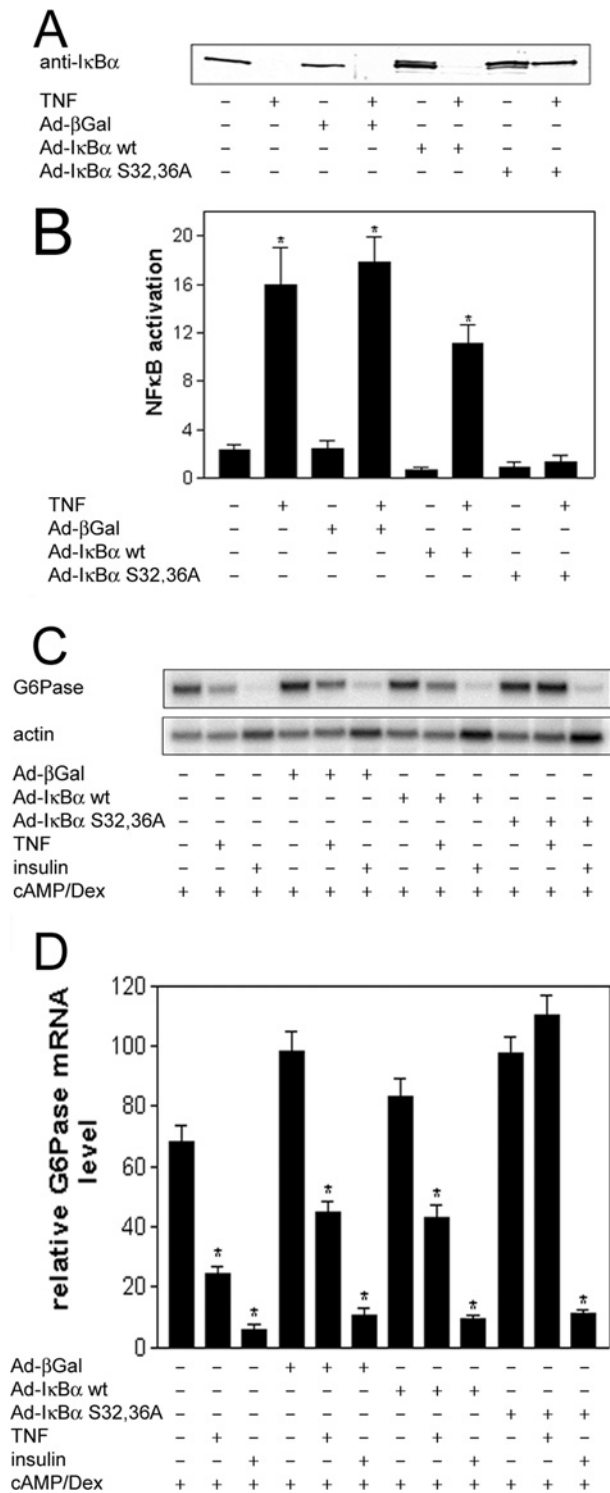 A
anti-IκBα
TNF – + – + – + – +
Ad-βGal – – + + – – – –
Ad-IκBα wt – – – – + + – –
Ad-IκBα S32,36A – – – – – – + +
B
NFκB activation
20
16
12
8
4
0
* * *
TNF – + – + – + – +
Ad-βGal – – + + – – – –
Ad-IκBα wt – – – – + + – –
Ad-IκBα S32,36A – – – – – – + +
C
G6Pase
actin
Ad-βGal – – – + + + – – – – – –
Ad-IκBα wt – – – – – – + + + – – –
Ad-IκBα S32,36A – – – – – – – – – + + +
TNF – + – – + – – + – – + –
insulin – – + – – + – – + – – +
cAMP/Dex + + + + + + + + + + + +
D
relative G6Pase mRNA
level
120
100
80
60
40
20
0
* * * * * * *
Ad-βGal – – – + + + – – – – – –
Ad-IκBα wt – – – – – – + + + – – –
Ad-IκBα S32,36A – – – – – – – – – + + +
TNF – + – – + – – + – – + –
insulin – – + – – + – – + – – +
cAMP/Dex + + + + + + + + + + + +